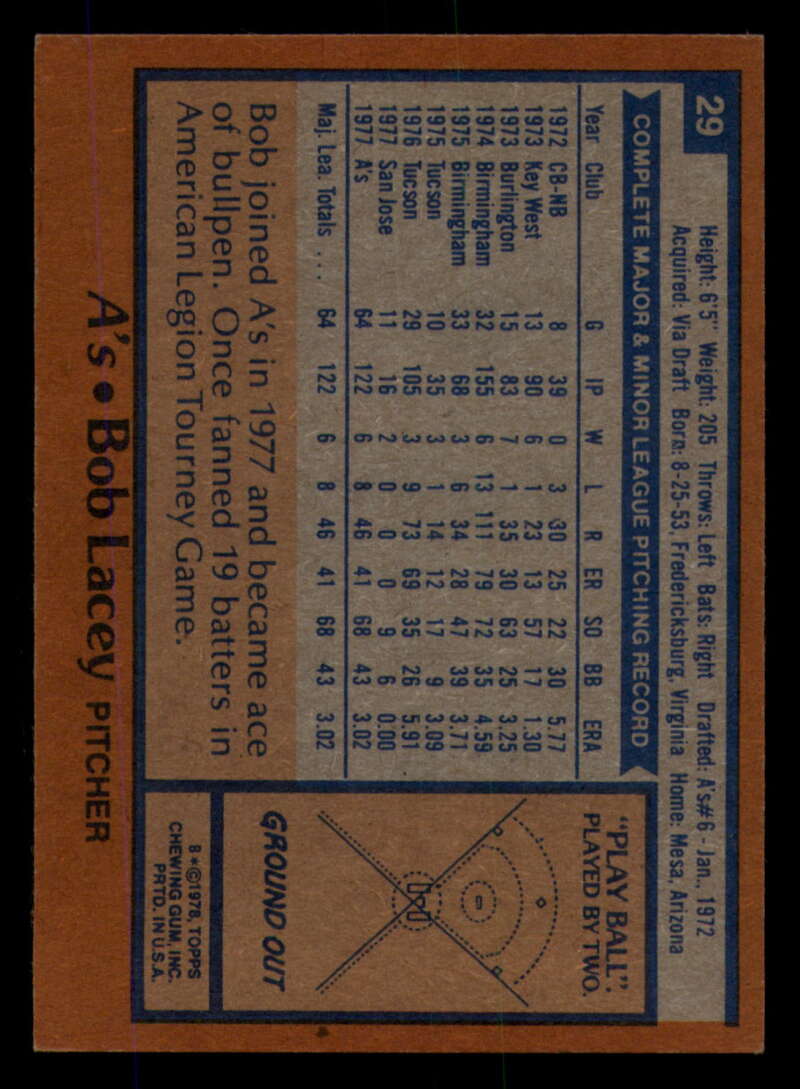 29
Height: 6'5" Weight: 205 Throws: Left Bats: Right Drafted: A's#6 - Jan., 1972
Acquired: Via Draft Born: 8-25-53, Fredericksburg, Virginia Home: Mesa, Arizona
COMPLETE MAJOR & MINOR LEAGUE PITCHING RECORD
Year Club G IP W L R ER SO BB ERA
1972 CB-NB 8 39 0 3 30 25 22 30 5.77
1973 Key West 13 90 6 1 23 13 57 17 1.30
1973 Burlington 15 83 7 1 35 30 63 25 3.25
1974 Birmingham 32 155 6 13 111 79 72 35 4.59
1975 Birmingham 33 68 3 6 34 28 47 39 3.71
1975 Tucson 10 35 3 1 14 12 17 9 3.09
1976 Tucson 29 105 3 9 73 69 35 26 5.91
1977 San Jose 11 16 2 0 0 0 9 6 0.00
1977 A's 64 122 6 8 46 41 68 43 3.02
Maj. Lea. Totals ... 64 122 6 8 46 41 68 43 3.02
Bob joined A's in 1977 and became ace
of bullpen. Once fanned 19 batters in
American Legion Tourney Game.
A's • Bob Lacey PITCHER
"PLAY BALL":
PLAYED BY TWO.
GROUND OUT
8*©1978, TOPPS
CHEWING GUM, INC.
PRTD. IN U.S.A.